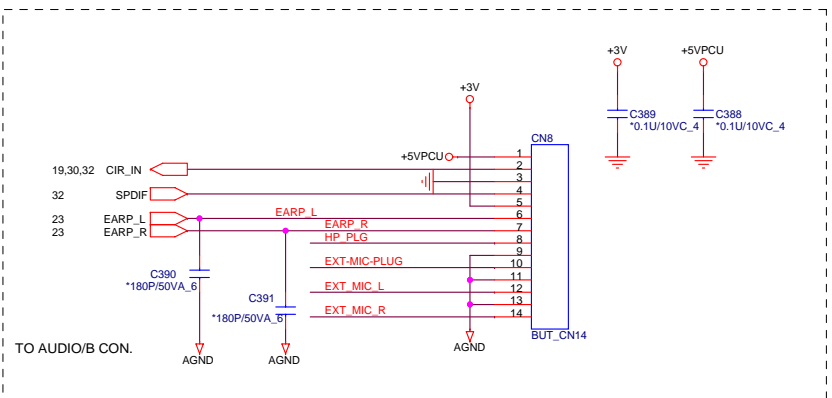 +3V
+5VPCU
+3V
C389
*0.1U/10VC_4
C388
*0.1U/10VC_4
CN8
+5VPCU
1
19,30,32 CIR_IN
2
3
32 SPDIF
4
5
23 EARP_L
EARP_L
6
23 EARP_R
EARP_R
7
HP_PLG
8
9
EXT-MIC-PLUG
10
11
C390
*180P/50VA_6
EXT_MIC_L
12
C391
*180P/50VA_6
13
EXT_MIC_R
14
BUT_CN14
TO AUDIO/B CON.
AGND
AGND
AGND